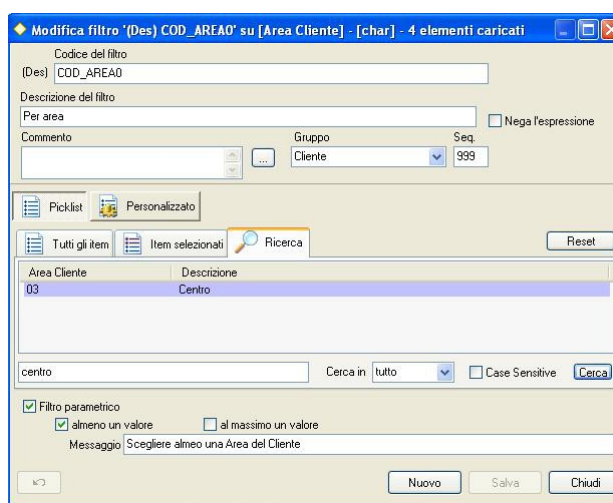 Modifica filtro '(Des) COD_AREA0' su [Area Cliente] - [char] - 4 elementi caricati
Codice del filtro
(Des) COD_AREA0
Descrizione del filtro
Per area
Nega l'espressione
Commento Gruppo Seq.
... Cliente 999
Picklist Personalizzato
Tutti gli item Item selezionati Ricerca Reset
Area Cliente Descrizione
03 Centro
centro Cerca in tutto Case Sensitive Cerca
Filtro parametrico
almeno un valore al massimo un valore
Messaggio Scegliere almeo una Area del Cliente
Nuovo Salva Chiudi